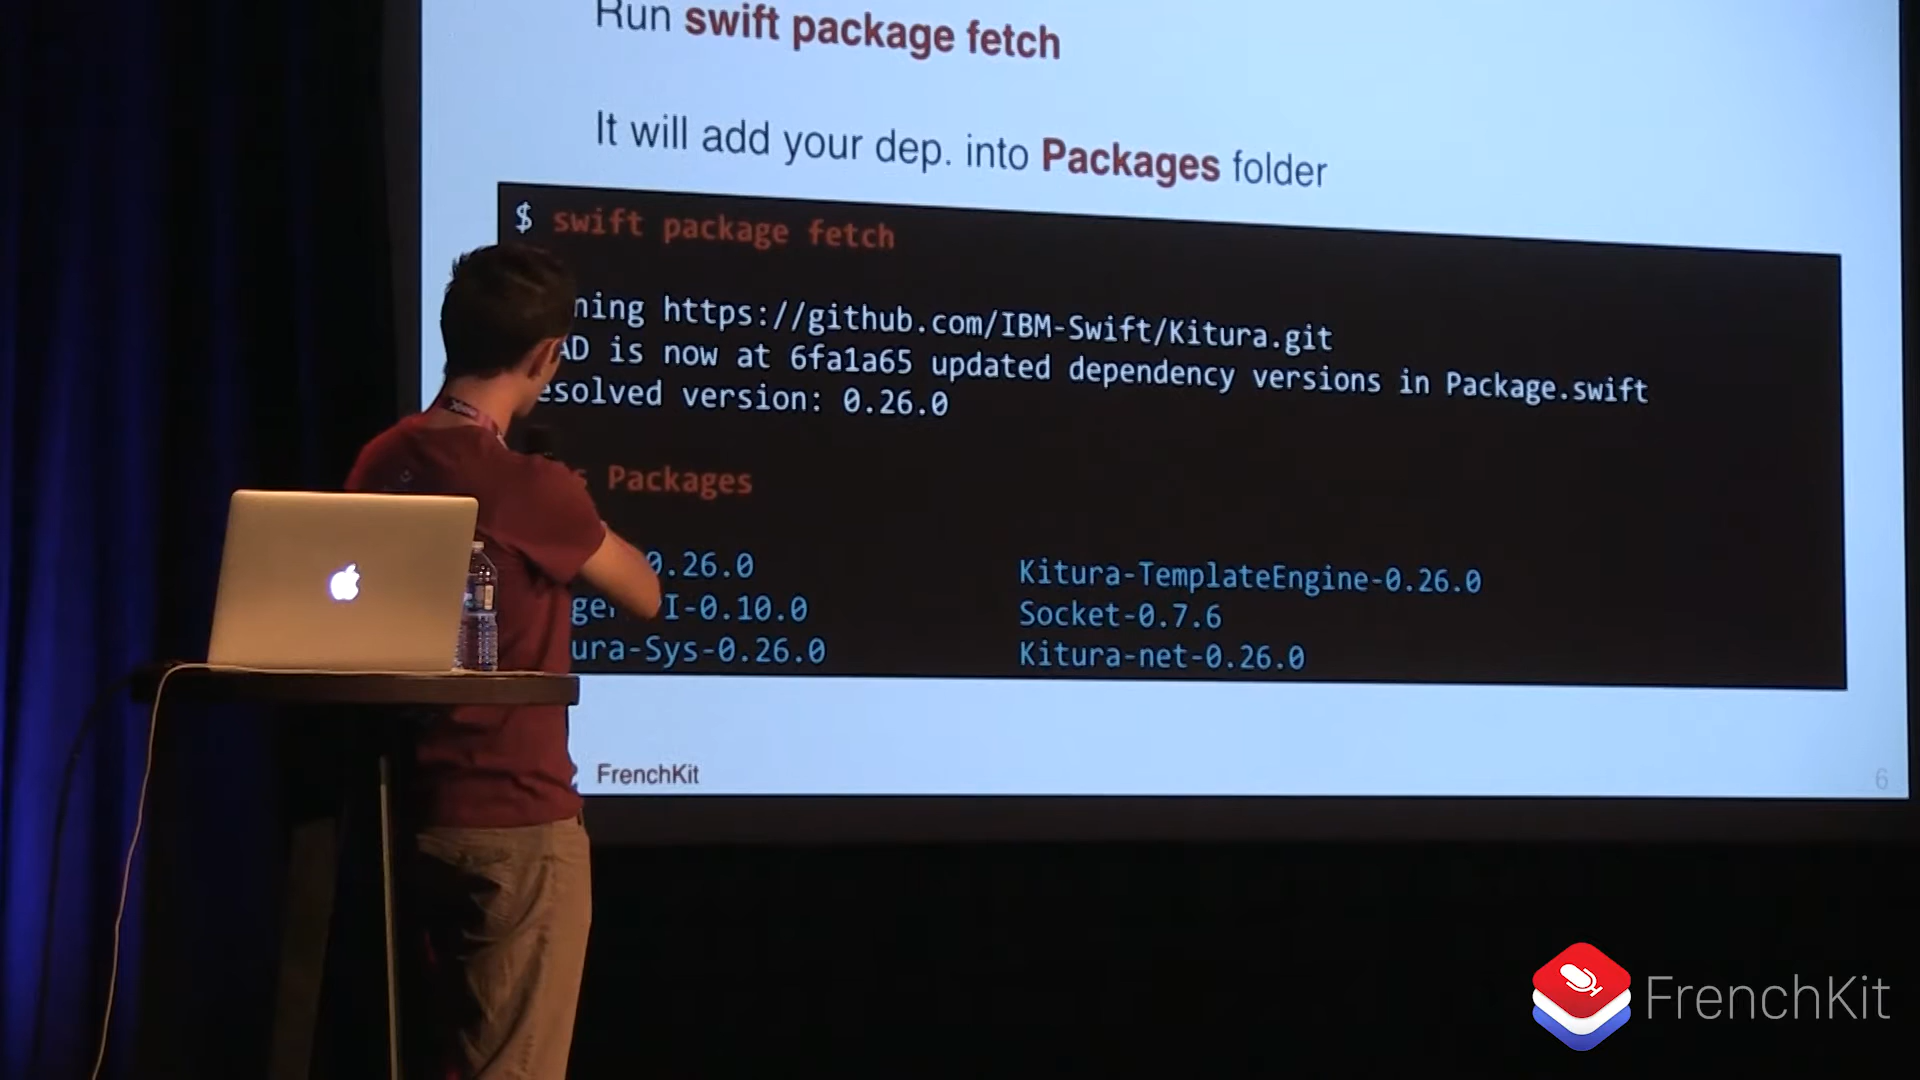 Run swift package fetch
It will add your dep. into Packages folder
$ swift package fetch
ning https://github.com/IBM-Swift/Kitura.git
AD is now at 6fa1a65 updated dependency versions in Package.swift
esolved version: 0.26.0
s Packages
0.26.0 Kitura-TemplateEngine-0.26.0
I-0.10.0 Socket-0.7.6
ura-Sys-0.26.0 Kitura-net-0.26.0
FrenchKit
6
FrenchKit